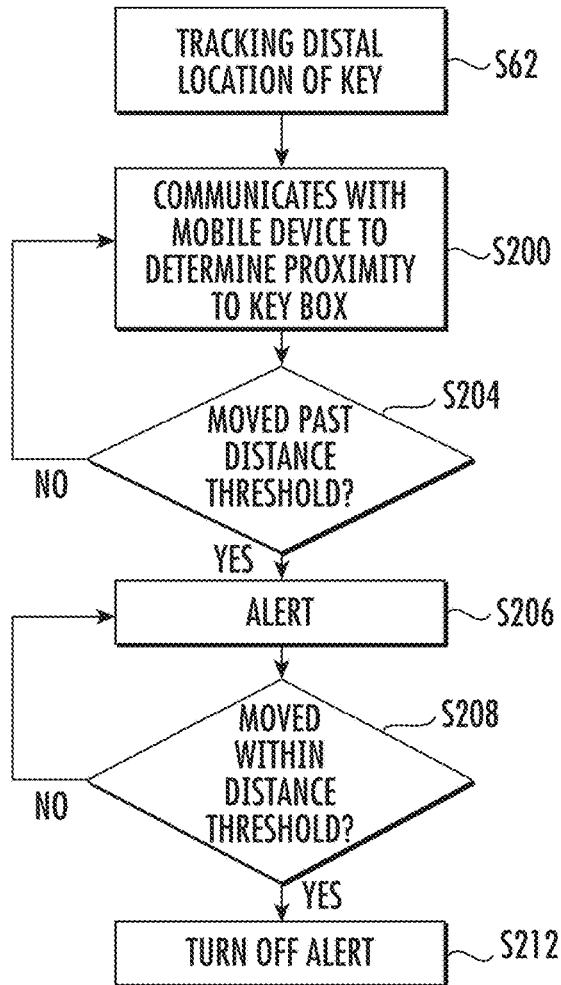 TRACKING DISTAL
LOCATION OF KEY
S62
COMMUNICATES WITH
MOBILE DEVICE TO
DETERMINE PROXIMITY
TO KEY BOX
S200
S204
MOVED PAST
DISTANCE
THRESHOLD?
NO
YES
ALERT
S206
S208
MOVED
WITHIN
DISTANCE
THRESHOLD?
NO
YES
TURN OFF ALERT
S212